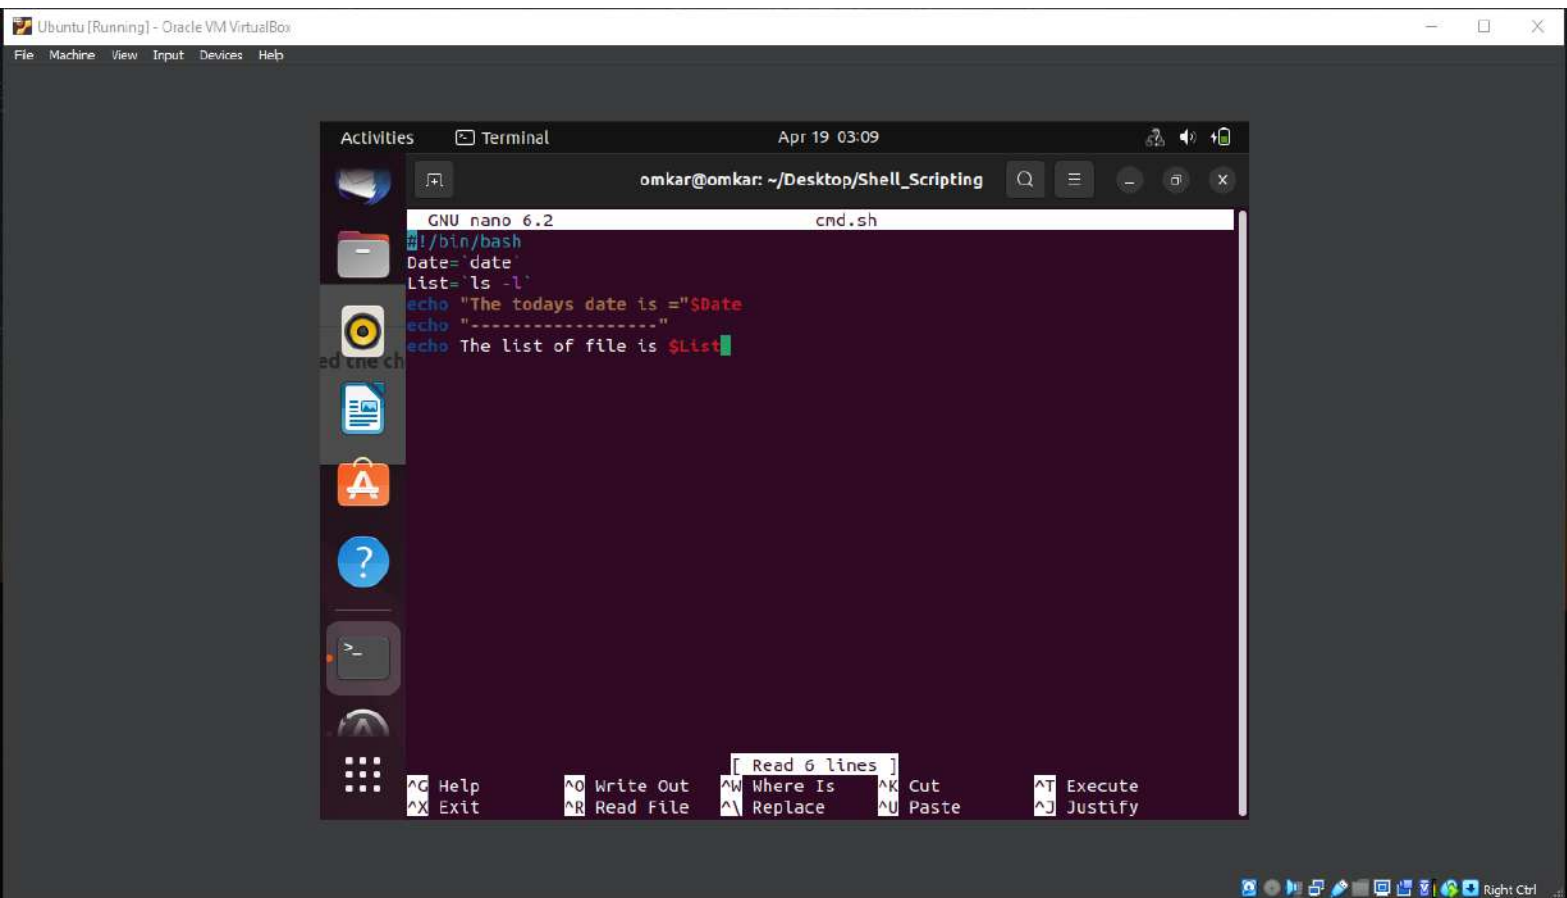 Ubuntu [Running] - Oracle VM VirtualBox
File Machine View Input Devices Help
Activities Terminal Apr 19 03:09
omkar@omkar: ~/Desktop/Shell_Scripting
GNU nano 6.2 cmd.sh
#!/bin/bash
Date=`date`
List=`ls -l`
echo "The todays date is ="$Date
echo "------------------"
echo The list of file is $List
ed the ch
[ Read 6 lines ]
^G Help ^O Write Out ^W Where Is ^K Cut ^T Execute
^X Exit ^R Read File ^\ Replace ^U Paste ^J Justify
Right Ctrl